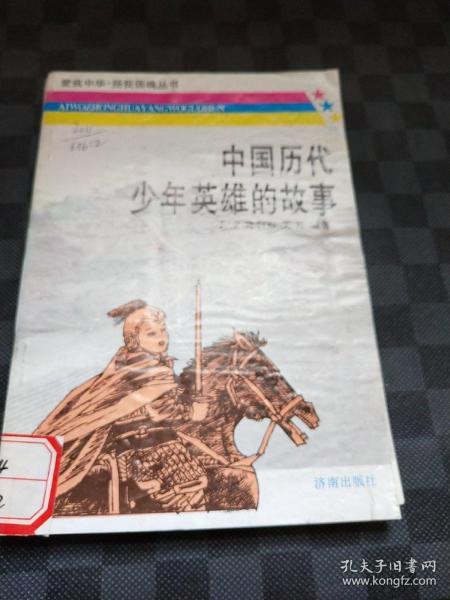 爱我中华·扬我国魂丛书
AIWOZHONGHUAYANGWOGUOHUN
中国历代
少年英雄的故事
济南出版社
孔夫子旧书网
www.kongfz.com